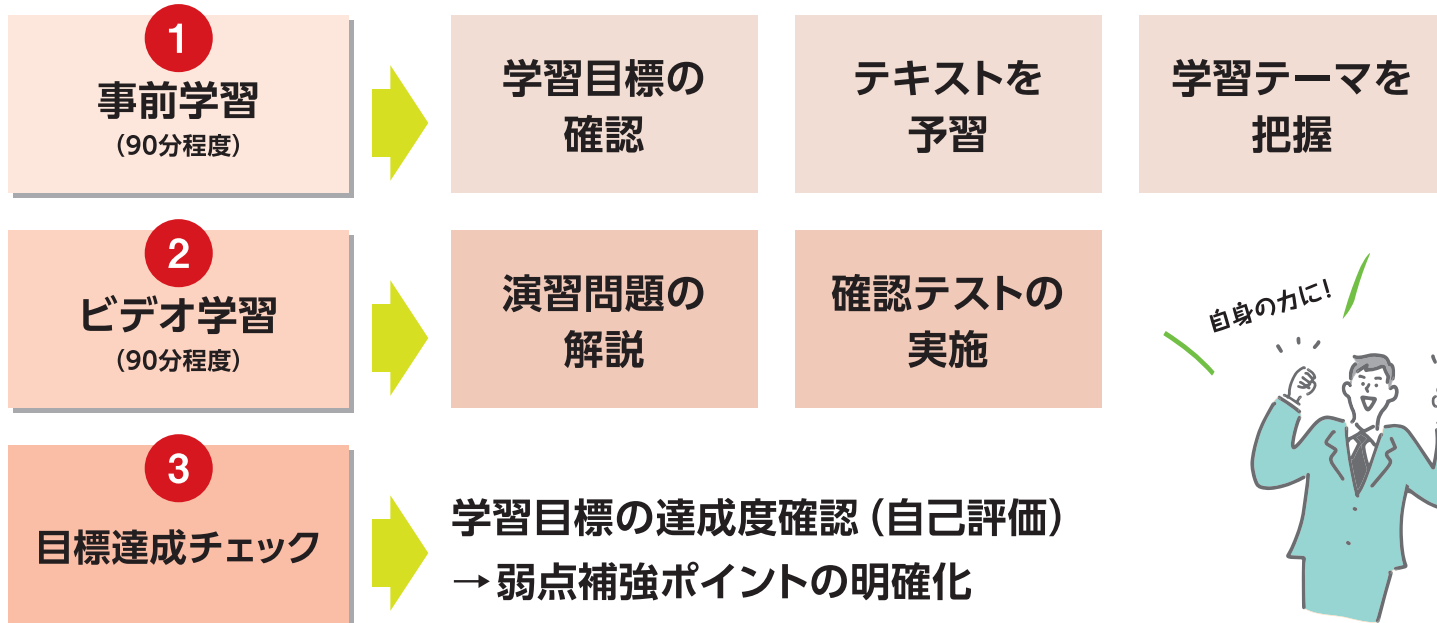 1
事前学習
（90分程度）
学習目標の
確認
テキストを
予習
学習テーマを
把握
2
ビデオ学習
（90分程度）
演習問題の
解説
確認テストの
実施
自身の力に！
3
目標達成チェック
学習目標の達成度確認（自己評価）
→弱点補強ポイントの明確化